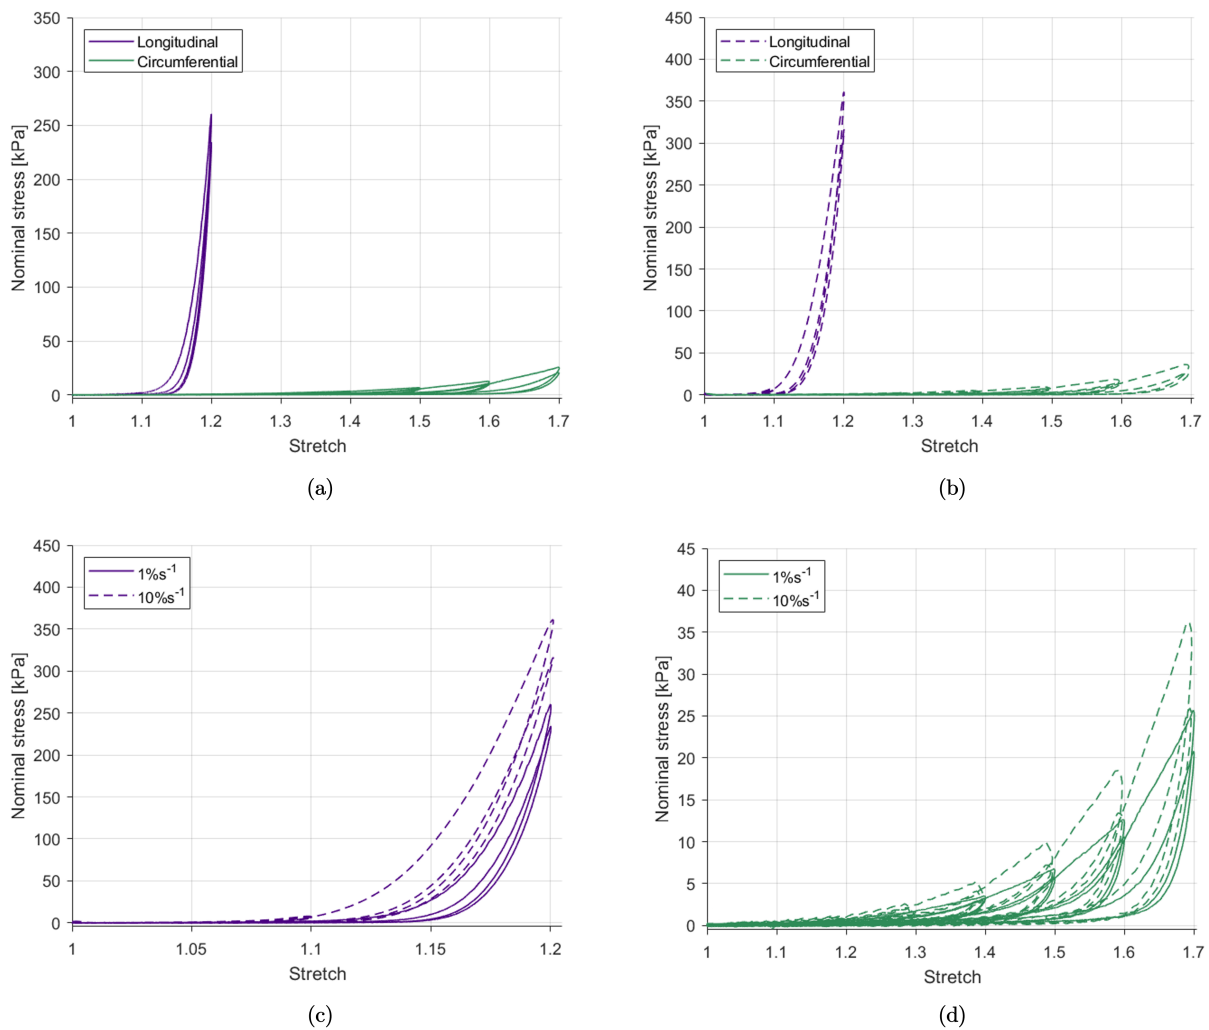 350
300
250
200
150
100
50
0
Nominal stress [kPa]
Longitudinal
Circumferential
1 1.1 1.2 1.3 1.4 1.5 1.6 1.7
Stretch
(a)
450
400
350
300
250
200
150
100
50
0
Nominal stress [kPa]
Longitudinal
Circumferential
1 1.1 1.2 1.3 1.4 1.5 1.6 1.7
Stretch
(b)
450
400
350
300
250
200
150
100
50
0
Nominal stress [kPa]
1%s⁻¹
10%s⁻¹
1 1.05 1.1 1.15 1.2
Stretch
(c)
45
40
35
30
25
20
15
10
5
0
Nominal stress [kPa]
1%s⁻¹
10%s⁻¹
1 1.1 1.2 1.3 1.4 1.5 1.6 1.7
Stretch
(d)